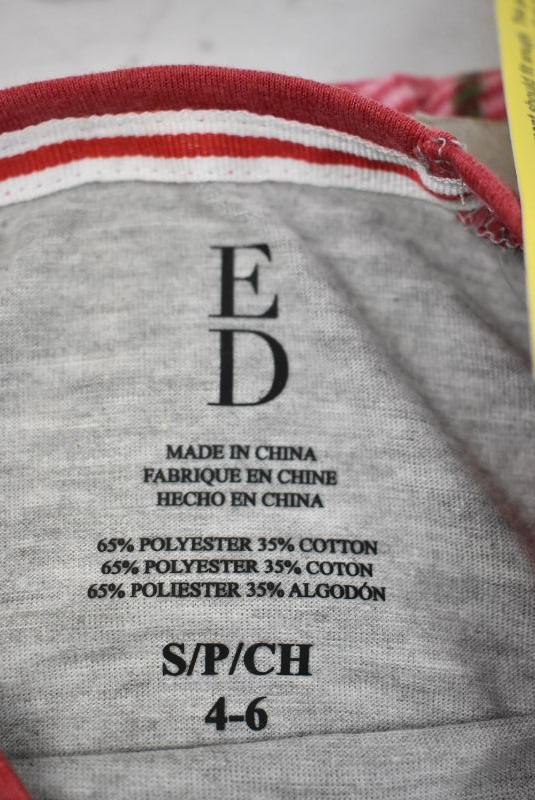 E
D
MADE IN CHINA
FABRIQUE EN CHINE
HECHO EN CHINA
65% POLYESTER 35% COTTON
65% POLYESTER 35% COTON
65% POLIESTER 35% ALGODÓN
S/P/CH
4-6